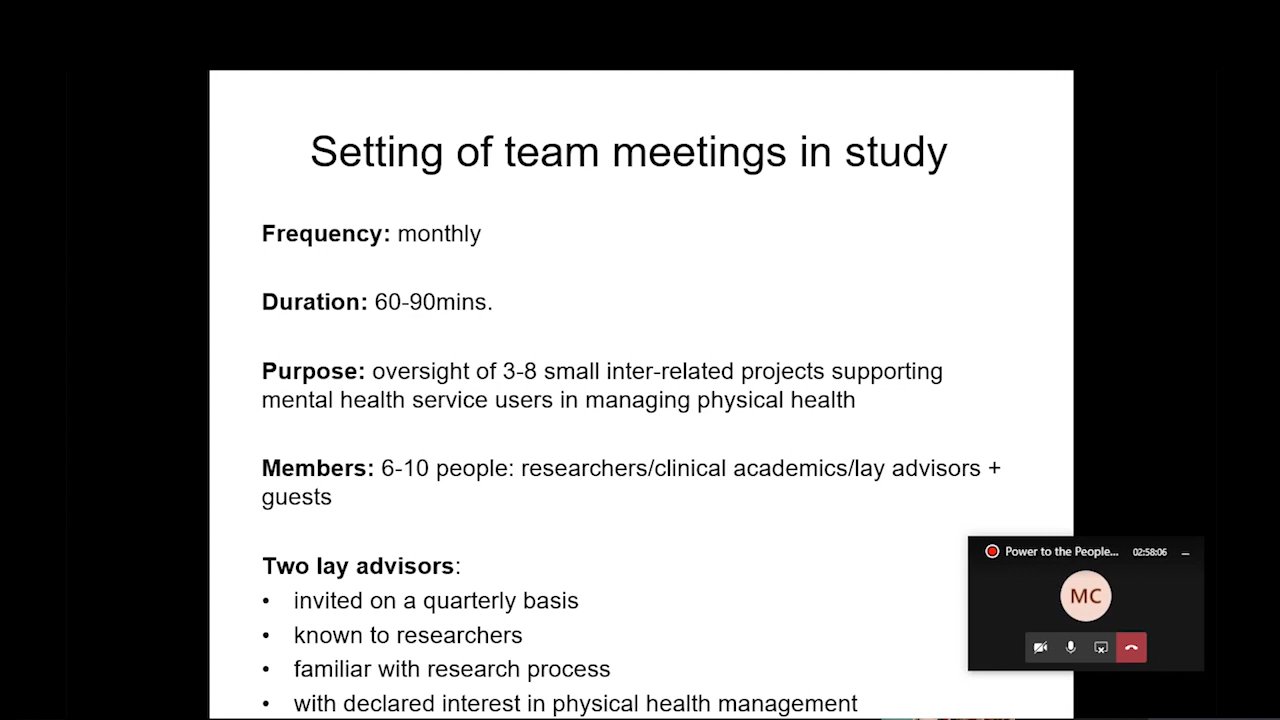 Setting of team meetings in study
Frequency: monthly
Duration: 60-90mins.
Purpose: oversight of 3-8 small inter-related projects supporting
mental health service users in managing physical health
Members: 6-10 people: researchers/clinical academics/lay advisors +
guests
Two lay advisors:
• invited on a quarterly basis
• known to researchers
• familiar with research process
• with declared interest in physical health management
Power to the People... 02:58:06
MC